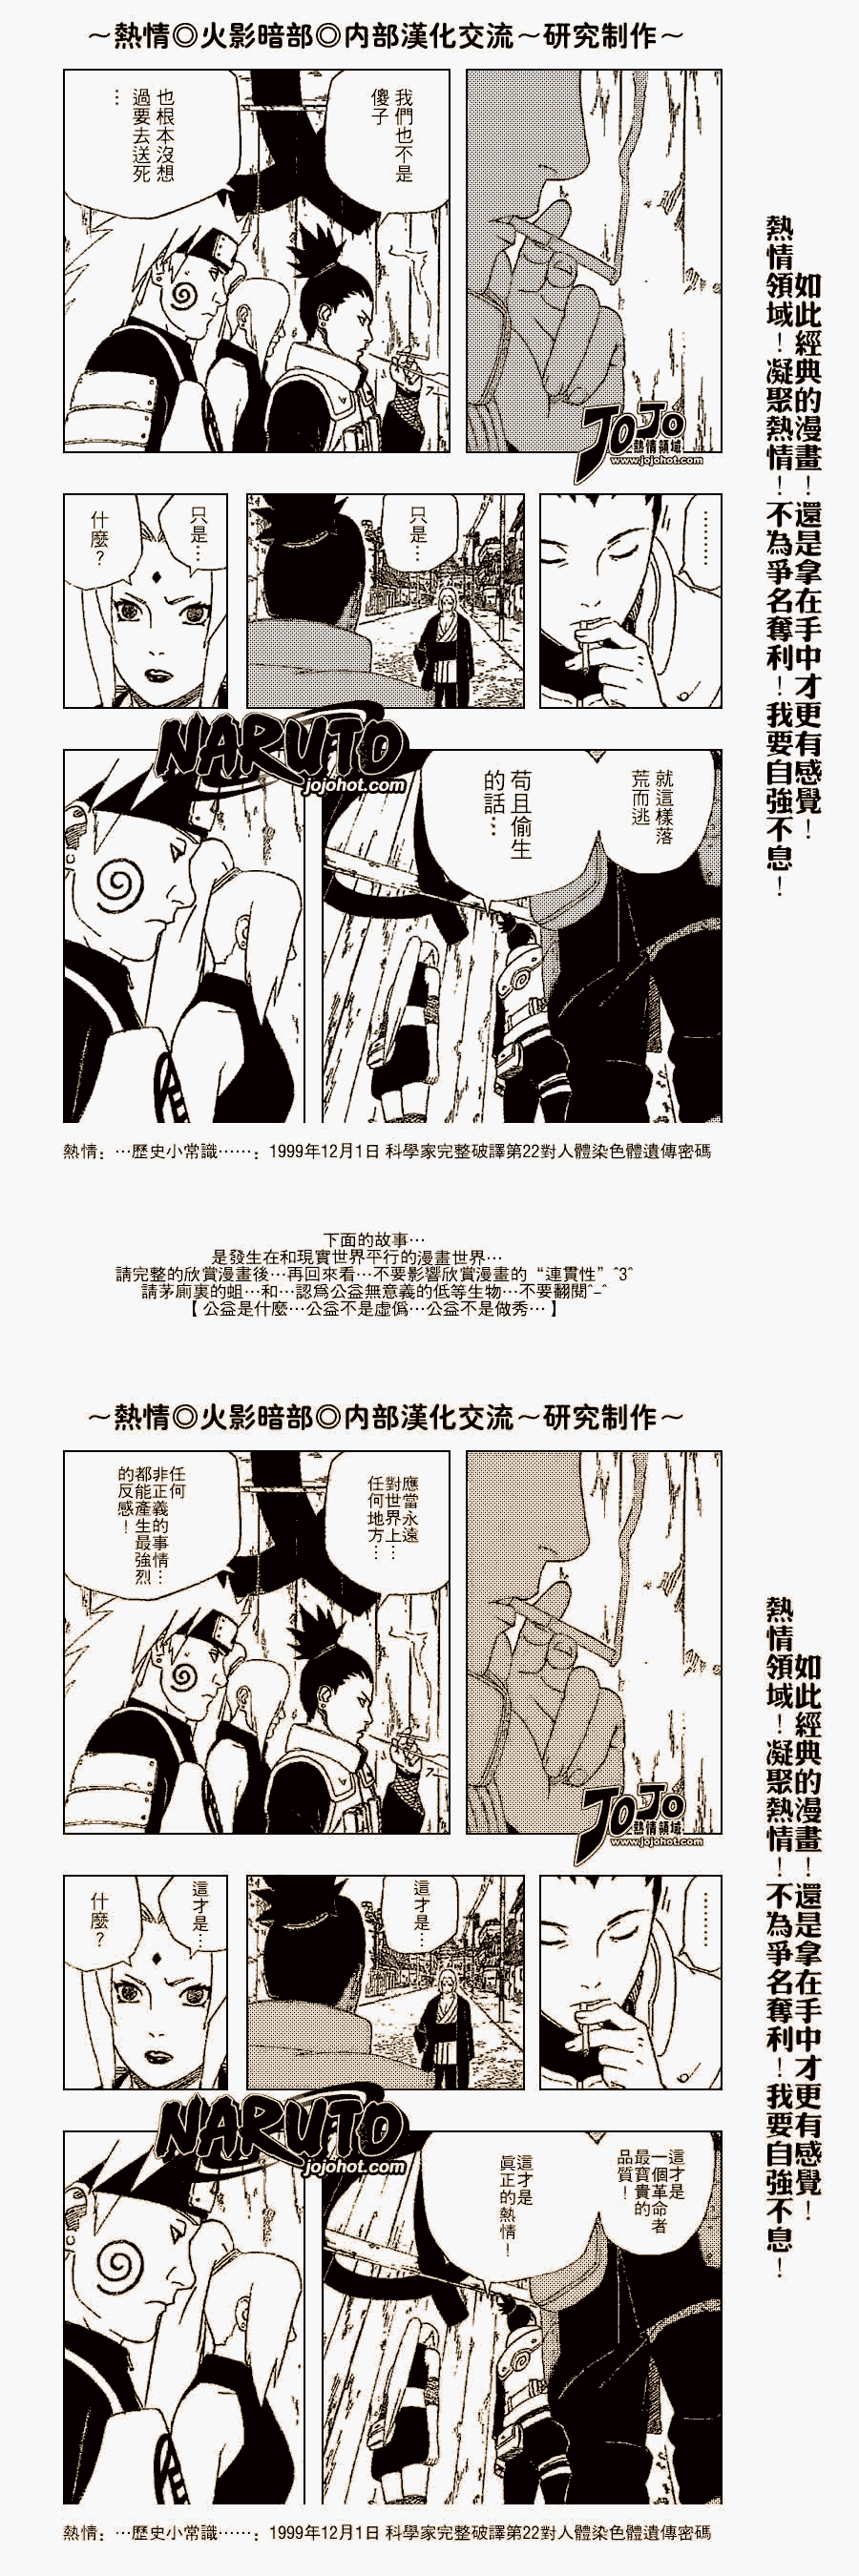 ～熱情◎火影暗部◎内部漢化交流～研究制作～
如此經典的漫畫！還是拿在手中才更有感覺！
熱情領域！凝聚熱情！不為爭名奪利！我要自強不息！
我們也不是
傻子
也根本沒想
過要去送死
…
JOJO
熱情領域
www.jojohot.com
………
只是…
只是…
什麼？
就這樣落
荒而逃
苟且偷生
的話…
NARUTO
jojohot.com
熱情：…歷史小常識……：1999年12月1日 科學家完整破譯第22對人體染色體遺傳密碼
下面的故事…
是發生在和現實世界平行的漫畫世界…
請完整的欣賞漫畫後…再回來看…不要影響欣賞漫畫的“連貫性”^3^
請茅廁裏的蛆…和…認爲公益無意義的低等生物…不要翻閱^-^
【 公益是什麼…公益不是虛僞…公益不是做秀…】
～熱情◎火影暗部◎内部漢化交流～研究制作～
如此經典的漫畫！還是拿在手中才更有感覺！
熱情領域！凝聚熱情！不為爭名奪利！我要自強不息！
應當永遠
對世界上…
任何地方…
任何
非正義的事情…
都能產生最強烈
的反感！
JOJO
熱情領域
www.jojohot.com
………
這才是…
這才是…
什麼？
這才是
一個革命者
最寶貴的
品質！
這才是
眞正的熱情！
NARUTO
jojohot.com
熱情：…歷史小常識……：1999年12月1日 科學家完整破譯第22對人體染色體遺傳密碼